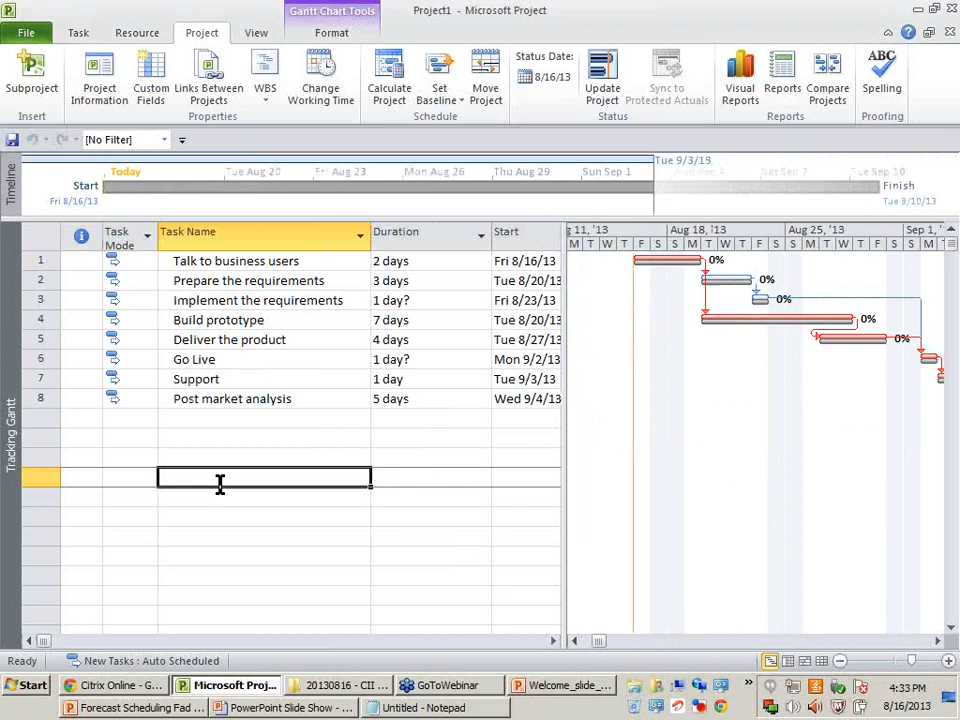 Gantt Chart Tools
Project1 - Microsoft Project
File Task Resource Project View Format
Subproject
Project Information
Custom Fields
Links Between Projects
WBS
Change Working Time
Calculate Project
Set Baseline
Move Project
Status Date:
8/16/13
Update Project
Sync to Protected Actuals
Visual Reports
Reports
Compare Projects
ABC
Spelling
Insert Properties Schedule Status Reports Proofing
[No Filter]
Timeline
Tue 9/3/13
Today Tue Aug 20 Fri Aug 23 Mon Aug 26 Thu Aug 29 Sun Sep 1 Sat Sep 7 Tue Sep 10
Start
Fri 8/16/13
Finish
Tue 9/10/13
Tracking Gantt
Task Mode Task Name Duration Start
g 11, '13 Aug 18, '13 Aug 25, '13 Sep 1, '13
M T W T F S S M T W T F S S M T W T F S S M T
1 Talk to business users 2 days Fri 8/16/13 0%
2 Prepare the requirements 3 days Tue 8/20/13 0%
3 Implement the requirements 1 day? Fri 8/23/13 0%
4 Build prototype 7 days Tue 8/20/13 0%
5 Deliver the product 4 days Tue 8/27/13 0%
6 Go Live 1 day? Mon 9/2/13
7 Support 1 day Tue 9/3/13
8 Post market analysis 5 days Wed 9/4/13
Ready New Tasks : Auto Scheduled
Start Citrix Online - G... Microsoft Proj... 20130816 - CII ... GoToWebinar Welcome_slide_... 4:33 PM
Forecast Scheduling Fad ... PowerPoint Slide Show - ... Untitled - Notepad 8/16/2013